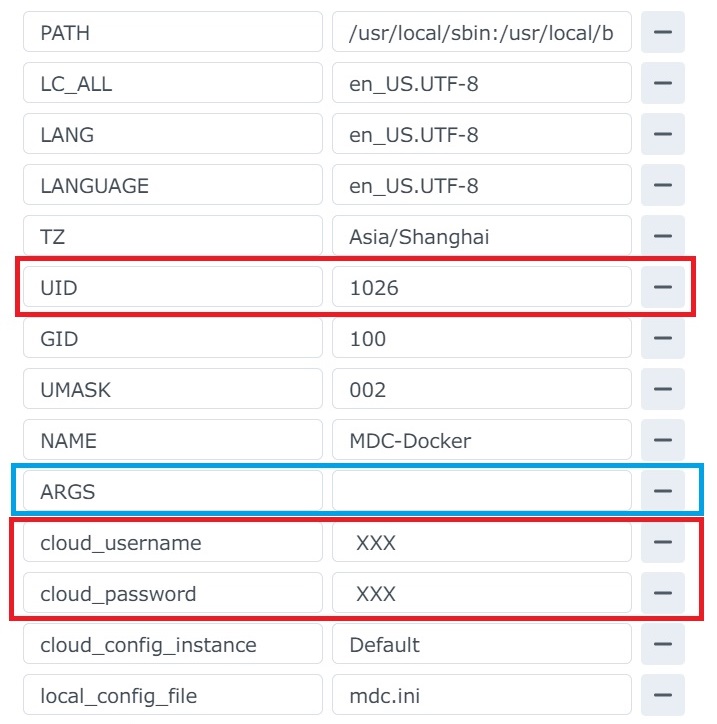 PATH /usr/local/sbin:/usr/local/b
LC_ALL en_US.UTF-8
LANG en_US.UTF-8
LANGUAGE en_US.UTF-8
TZ Asia/Shanghai
UID 1026
GID 100
UMASK 002
NAME MDC-Docker
ARGS
cloud_username XXX
cloud_password XXX
cloud_config_instance Default
local_config_file mdc.ini